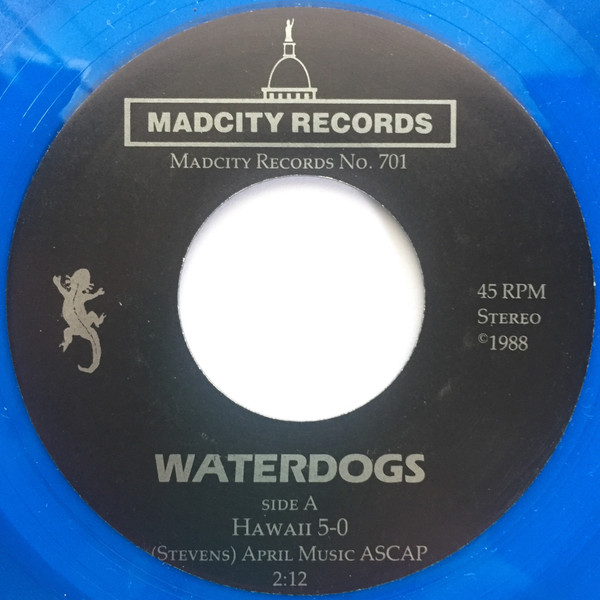 MADCITY RECORDS
MADCITY RECORDS NO. 701
45 RPM
STEREO
©1988
WATERDOGS
SIDE A
HAWAII 5-0
(STEVENS) APRIL MUSIC ASCAP
2:12